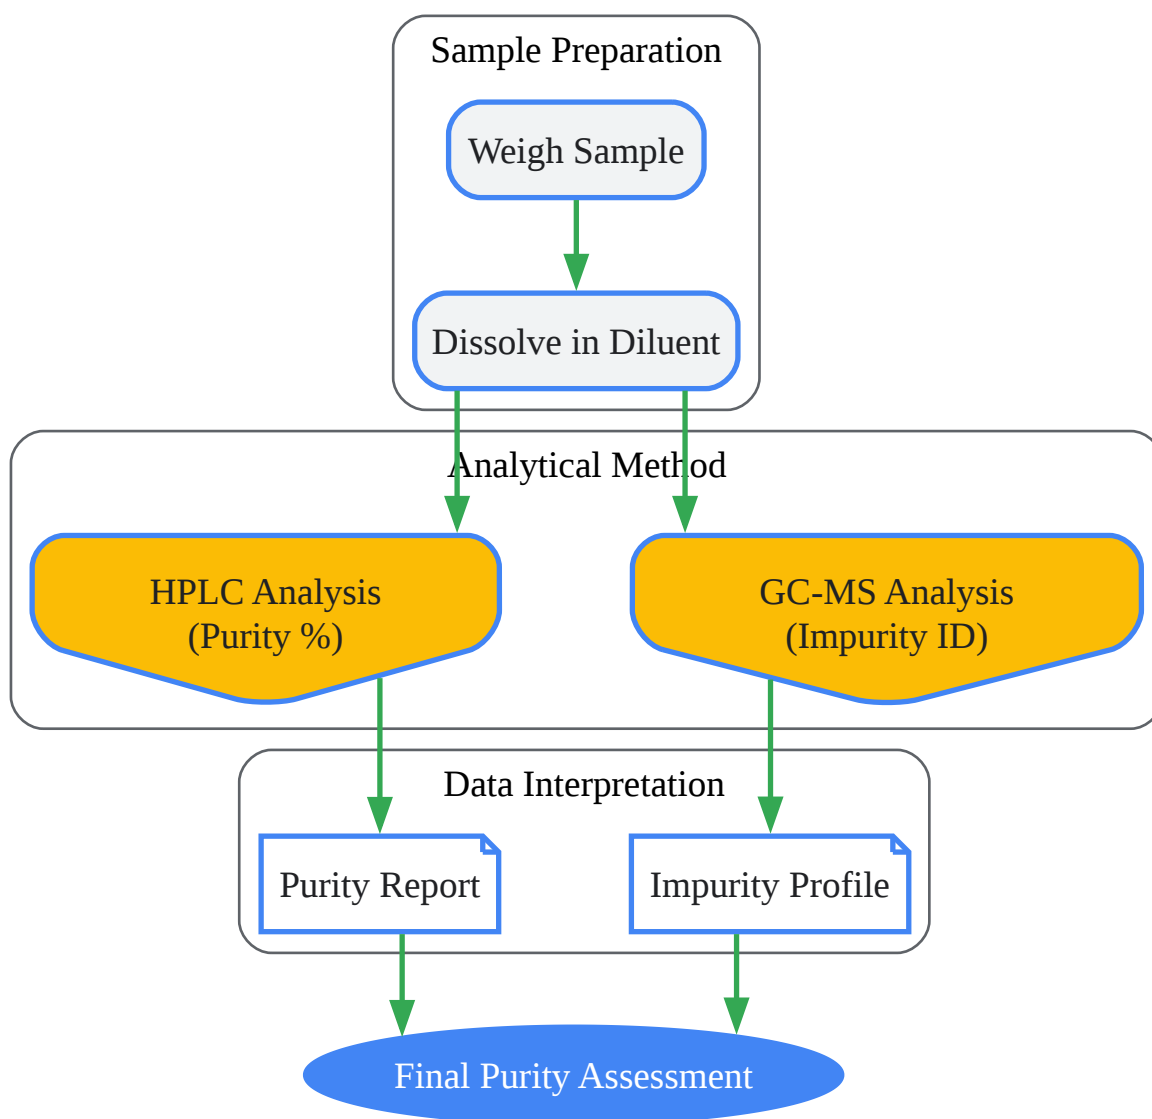 Sample Preparation
Weigh Sample
Dissolve in Diluent
Analytical Method
HPLC Analysis
(Purity %)
GC-MS Analysis
(Impurity ID)
Data Interpretation
Purity Report
Impurity Profile
Final Purity Assessment